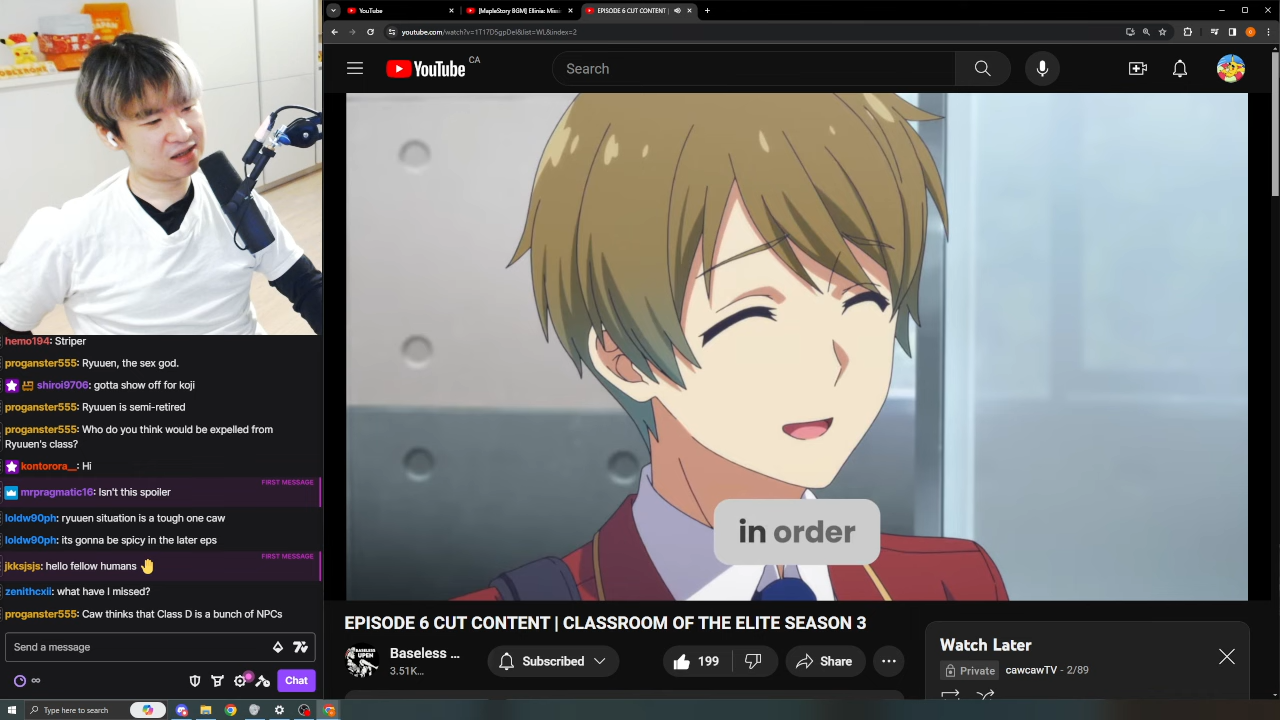 YouTube
[MapleStory BGM] Ellinia: Missi
EPISODE 6 CUT CONTENT |
youtube.com/watch?v=1T17D5gpDeI&list=WL&index=2
YouTube CA
Search
in order
EPISODE 6 CUT CONTENT | CLASSROOM OF THE ELITE SEASON 3
Baseless ...
3.51K...
Subscribed
199
Share
Watch Later
Private
cawcawTV - 2/89
hemo194: Striper
proganster555: Ryuuen, the sex god.
shiroi9706: gotta show off for koji
proganster555: Ryuuen is semi-retired
proganster555: Who do you think would be expelled from
Ryuuen's class?
kontorora__: Hi
FIRST MESSAGE
mrpragmatic16: Isn't this spoiler
loldw90ph: ryuuen situation is a tough one caw
loldw90ph: its gonna be spicy in the later eps
FIRST MESSAGE
jkksjsjs: hello fellow humans 🤚
zenithcxii: what have I missed?
proganster555: Caw thinks that Class D is a bunch of NPCs
Send a message
Chat
Type here to search